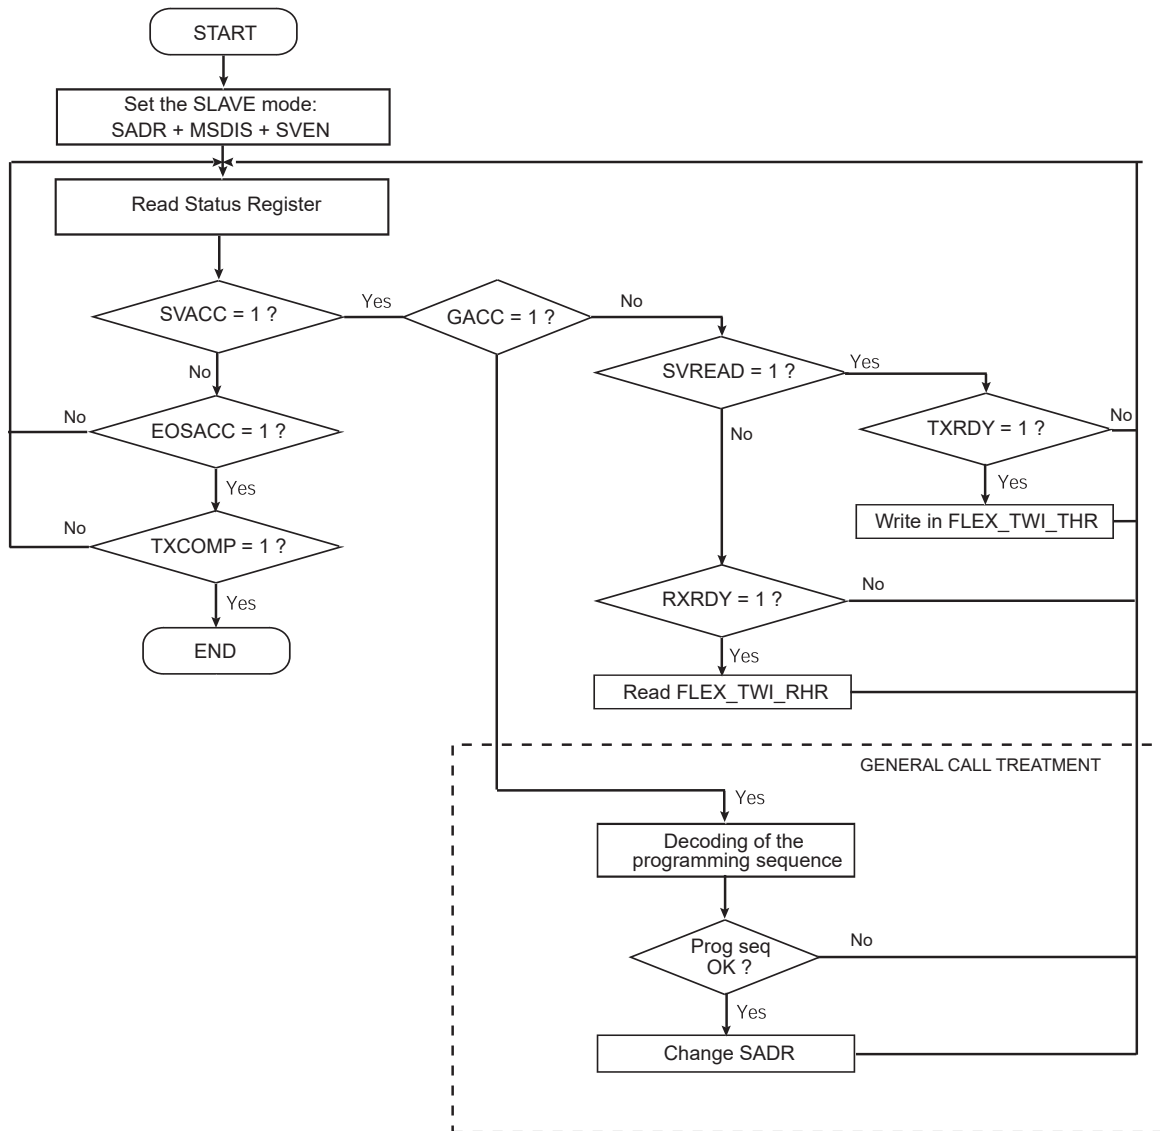 START
Set the SLAVE mode:
SADR + MSDIS + SVEN
Read Status Register
SVACC = 1 ?
Yes
GACC = 1 ?
No
SVREAD = 1 ?
Yes
No
EOSACC = 1 ?
No
TXRDY = 1 ?
No
No
Yes
Yes
Write in FLEX_TWI_THR
TXCOMP = 1 ?
No
RXRDY = 1 ?
No
Yes
END
Yes
Read FLEX_TWI_RHR
GENERAL CALL TREATMENT
Yes
Decoding of the
programming sequence
Prog seq
OK ?
No
Yes
Change SADR